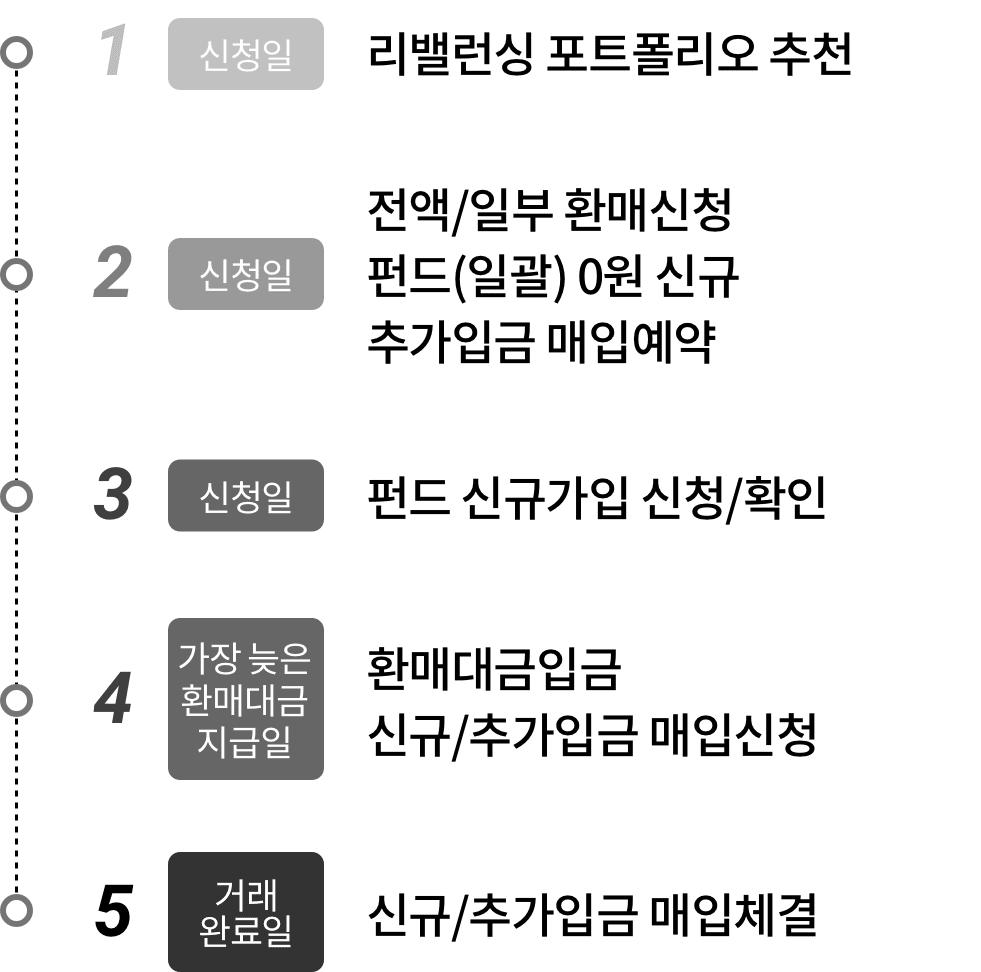 1 신청일 리밸런싱 포트폴리오 추천
전액/일부 환매신청
2 신청일 펀드(일괄) 0원 신규
추가입금 매입예약
3 신청일 펀드 신규가입 신청/확인
4
가장 늦은
환매대금
지급일
환매대금입금
신규/추가입금 매입신청
5
거래
완료일
신규/추가입금 매입체결